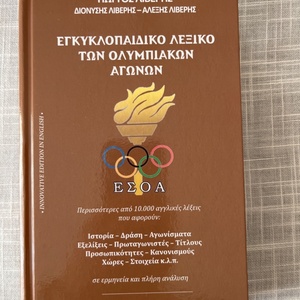 ΓΙΩΡΓΟΣ ΛΙΒΕΡΗΣ
ΔΙΟΝΥΣΗΣ ΛΙΒΕΡΗΣ – ΑΛΕΞΗΣ ΛΙΒΕΡΗΣ
ΕΓΚΥΚΛΟΠΑΙΔΙΚΟ ΛΕΞΙΚΟ
ΤΩΝ ΟΛΥΜΠΙΑΚΩΝ
ΑΓΩΝΩΝ
• INNOVATIVE EDITION IN ENGLISH •
ΕΣΟΑ
Περισσότερες από 10.000 αγγλικές λέξεις
που αφορούν:
Ιστορία – Δράση – Αγωνίσματα
Εξελίξεις – Πρωταγωνιστές – Τίτλους
Προσωπικότητες – Κανονισμούς
Χώρες – Στοιχεία κ.λ.π.
σε ερμηνεία και πλήρη ανάλυση